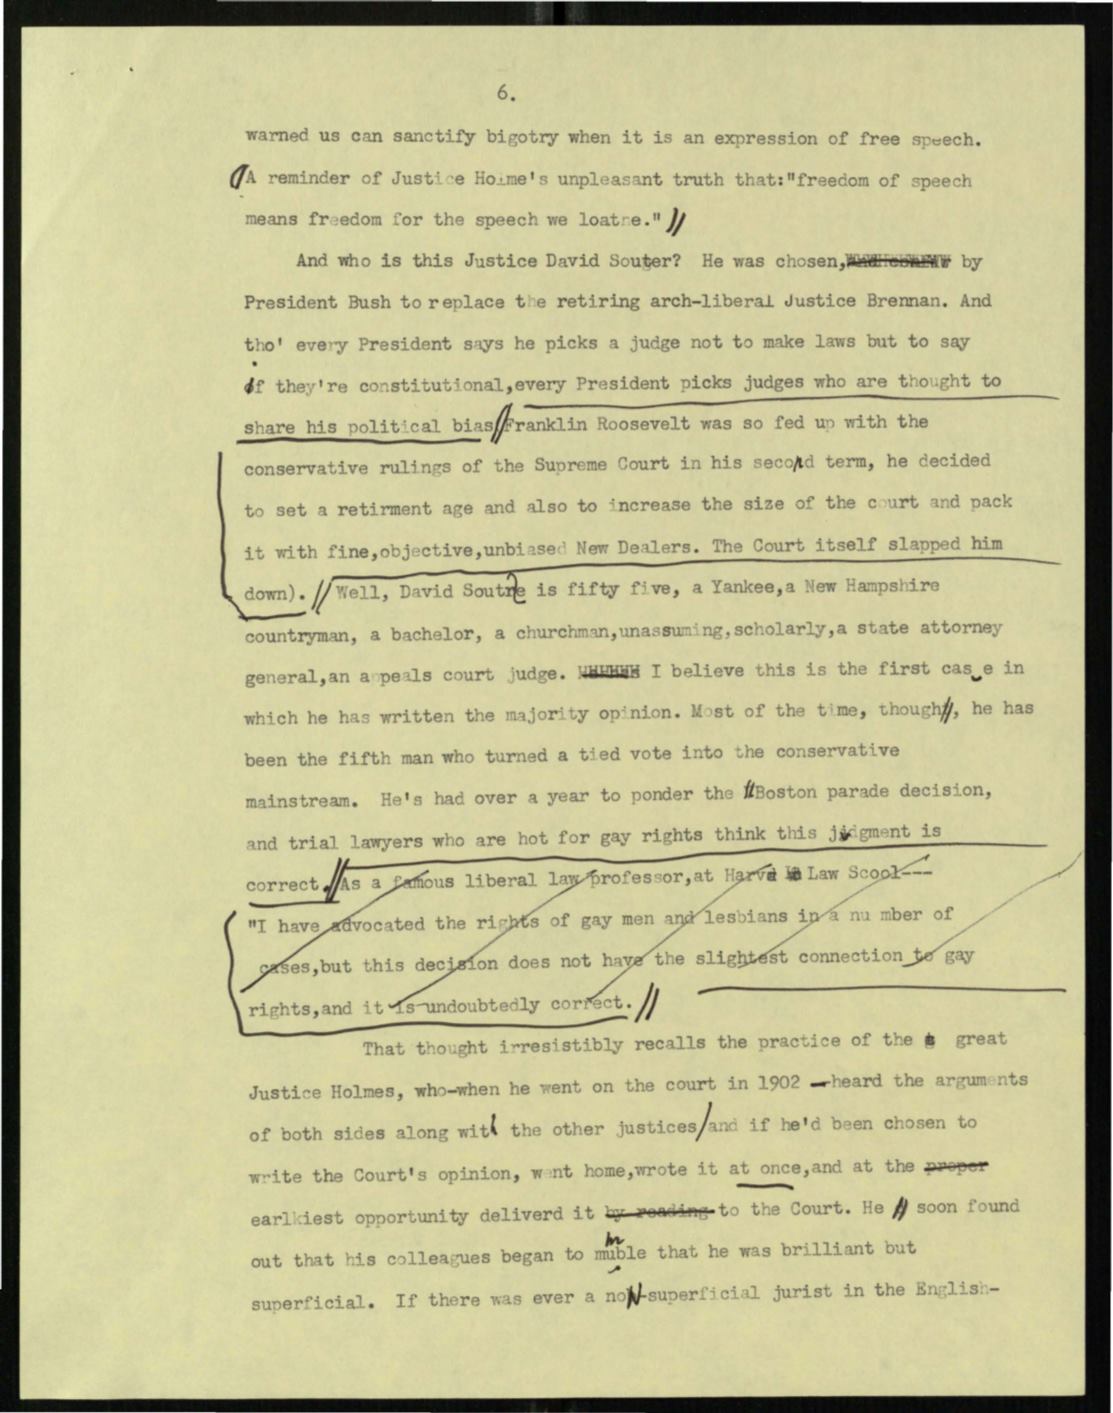 6.
warned us can sanctify bigotry when it is an expression of free speech.
(A reminder of Justice Holme's unpleasant truth that:"freedom of speech
means freedom for the speech we loathe." //
And who is this Justice David Souter? He was chosen, by
President Bush to replace the retiring arch-liberal Justice Brennan. And
tho' every President says he picks a judge not to make laws but to say
if they're constitutional,every President picks judges who are thought to
share his political bias//Franklin Roosevelt was so fed up with the
conservative rulings of the Supreme Court in his second term, he decided
to set a retirment age and also to increase the size of the court and pack
it with fine,objective,unbiased New Dealers. The Court itself slapped him
down). // Well, David Soutre is fifty five, a Yankee,a New Hampshire
countryman, a bachelor, a churchman,unassuming,scholarly,a state attorney
general,an appeals court judge. I believe this is the first cas e in
which he has written the majority opinion. Most of the time, though, he has
been the fifth man who turned a tied vote into the conservative
mainstream. He's had over a year to ponder the Boston parade decision,
and trial lawyers who are hot for gay rights think this judgment is
correct.//As a famous liberal law professor,at Harva Law Scool---
"I have advocated the rights of gay men and lesbians in a nu mber of
cases,but this decision does not have the slightest connection to gay
rights,and it is undoubtedly correct. //
That thought irresistibly recalls the practice of the great
Justice Holmes, who—when he went on the court in 1902 —heard the arguments
of both sides along with the other justices/and if he'd been chosen to
write the Court's opinion, went home,wrote it at once,and at the proper
earlkiest opportunity deliverd it by reading to the Court. He // soon found
out that his colleagues began to mumble that he was brilliant but
superficial. If there was ever a noN-superficial jurist in the English-